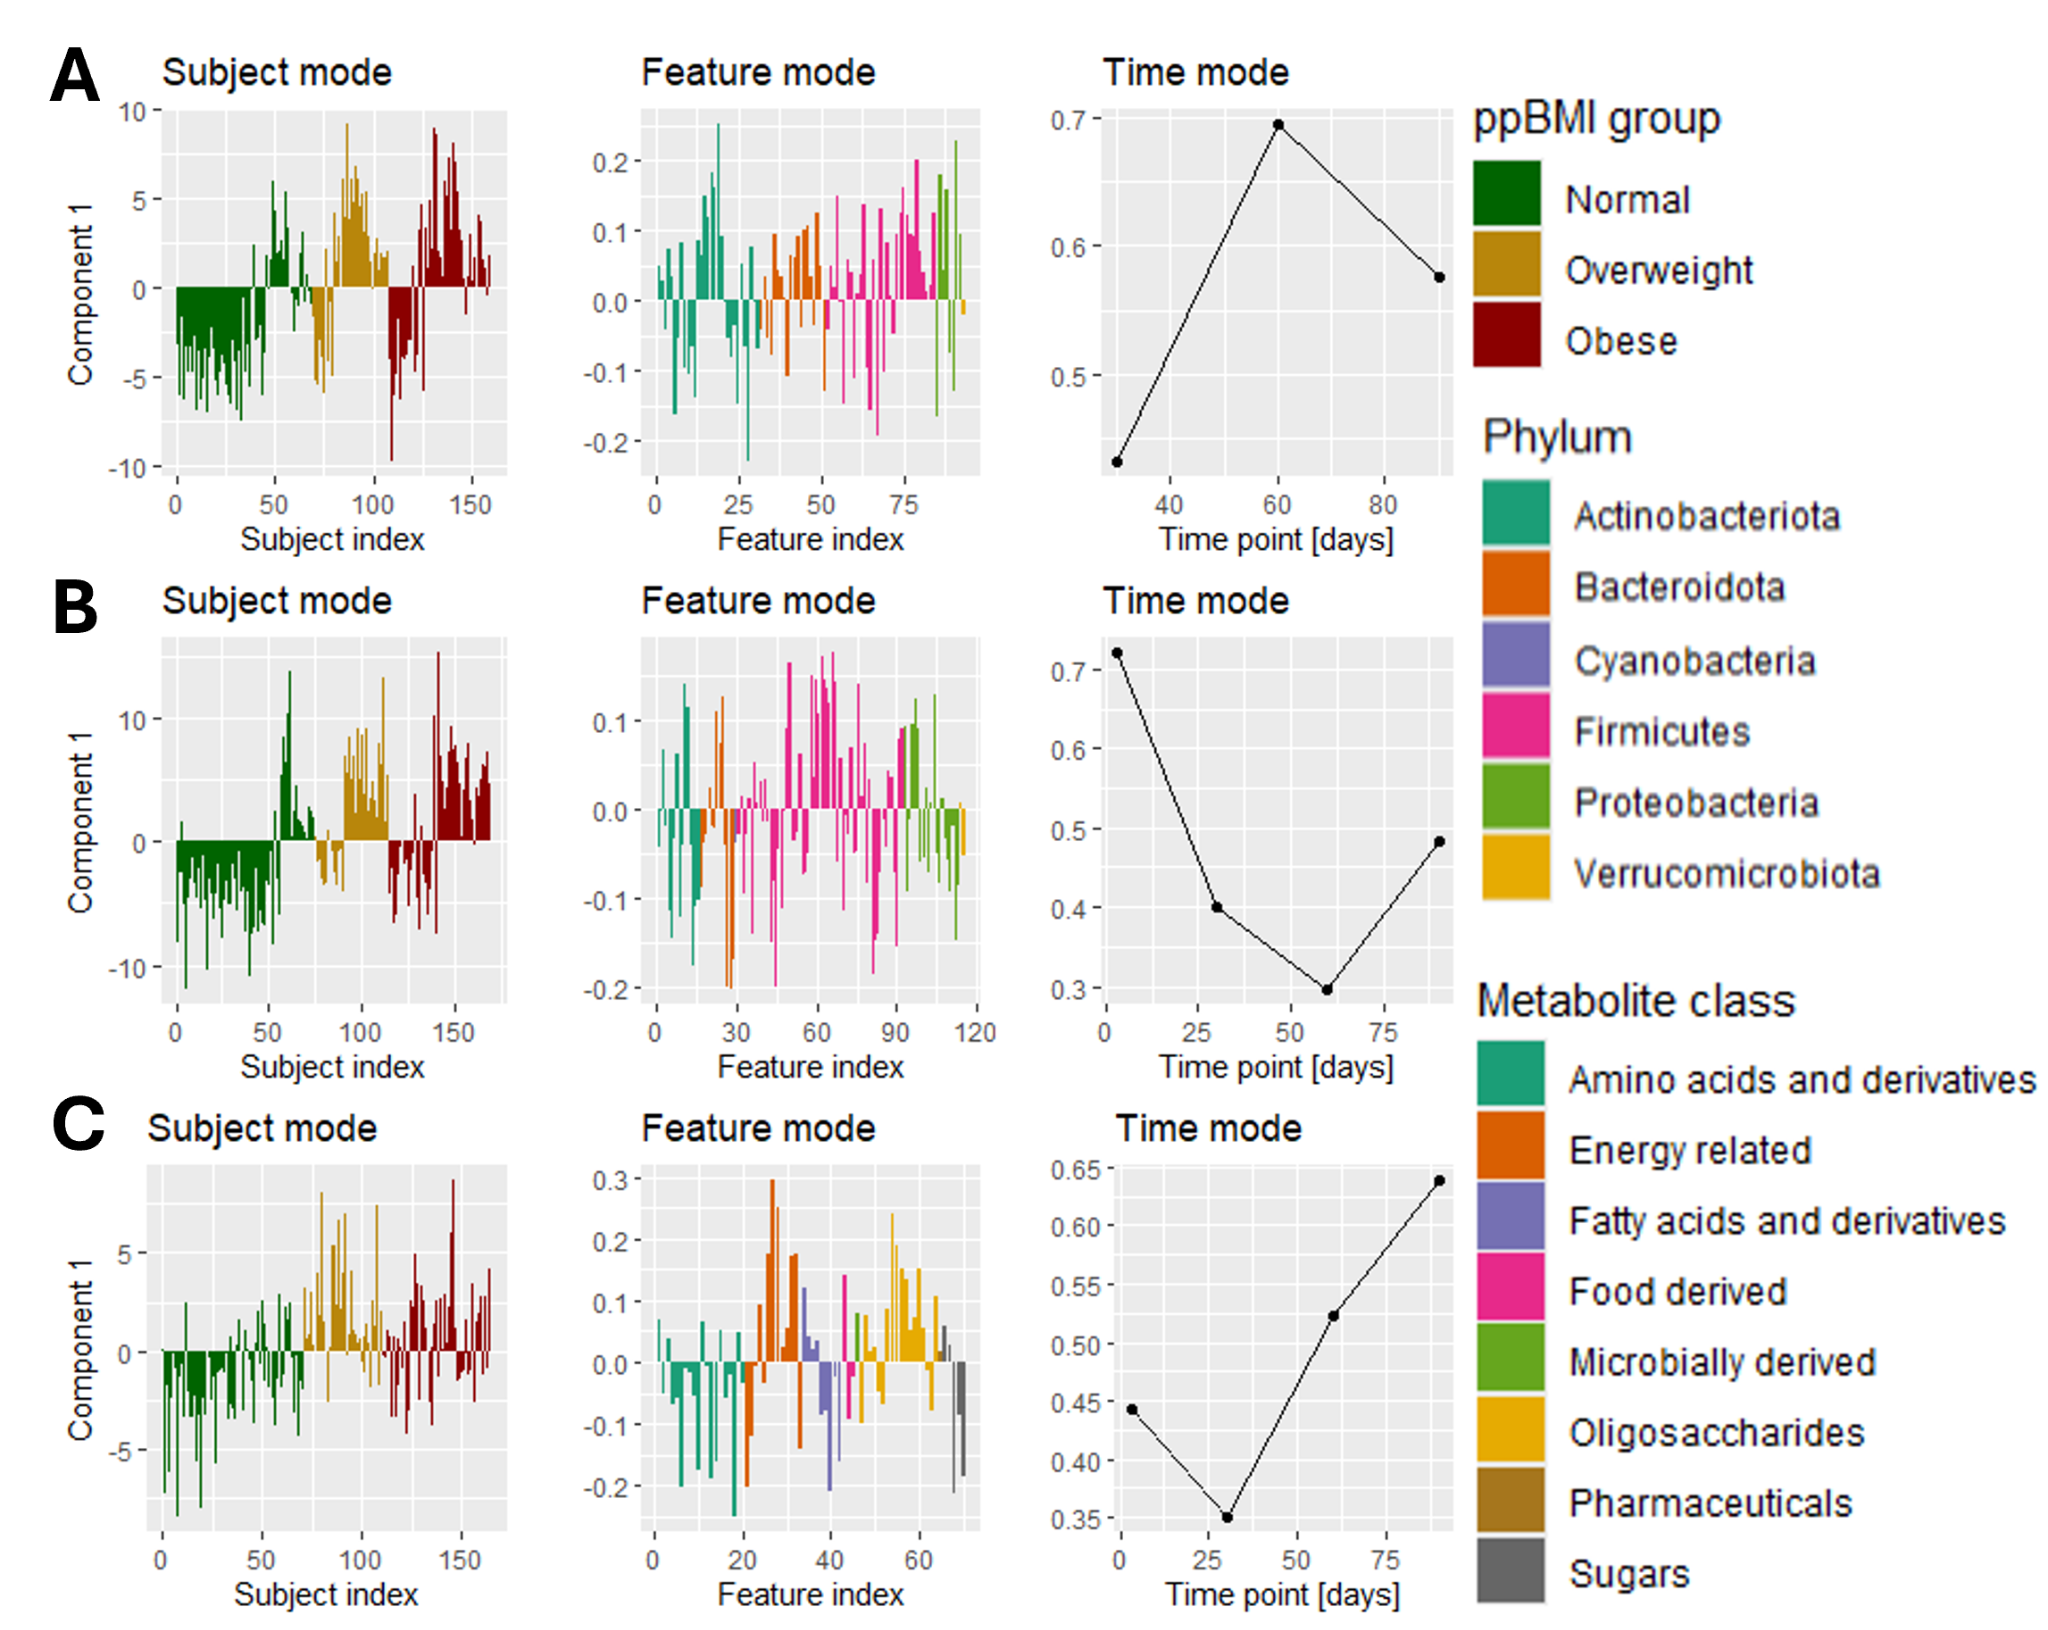 A
Subject mode
Feature mode
Time mode
10
5
0
-5
-10
Component 1
0 50 100 150
Subject index
0.2
0.1
0.0
-0.1
-0.2
0 25 50 75
Feature index
0.7
0.6
0.5
40 60 80
Time point [days]
B
Subject mode
Feature mode
Time mode
10
0
-10
Component 1
0 50 100 150
Subject index
0.1
0.0
-0.1
-0.2
0 30 60 90 120
Feature index
0.7
0.6
0.5
0.4
0.3
0 25 50 75
Time point [days]
C
Subject mode
Feature mode
Time mode
5
0
-5
Component 1
0 50 100 150
Subject index
0.3
0.2
0.1
0.0
-0.1
-0.2
0 20 40 60
Feature index
0.65
0.60
0.55
0.50
0.45
0.40
0.35
0 25 50 75
Time point [days]
ppBMI group
Normal
Overweight
Obese
Phylum
Actinobacteriota
Bacteroidota
Cyanobacteria
Firmicutes
Proteobacteria
Verrucomicrobiota
Metabolite class
Amino acids and derivatives
Energy related
Fatty acids and derivatives
Food derived
Microbially derived
Oligosaccharides
Pharmaceuticals
Sugars